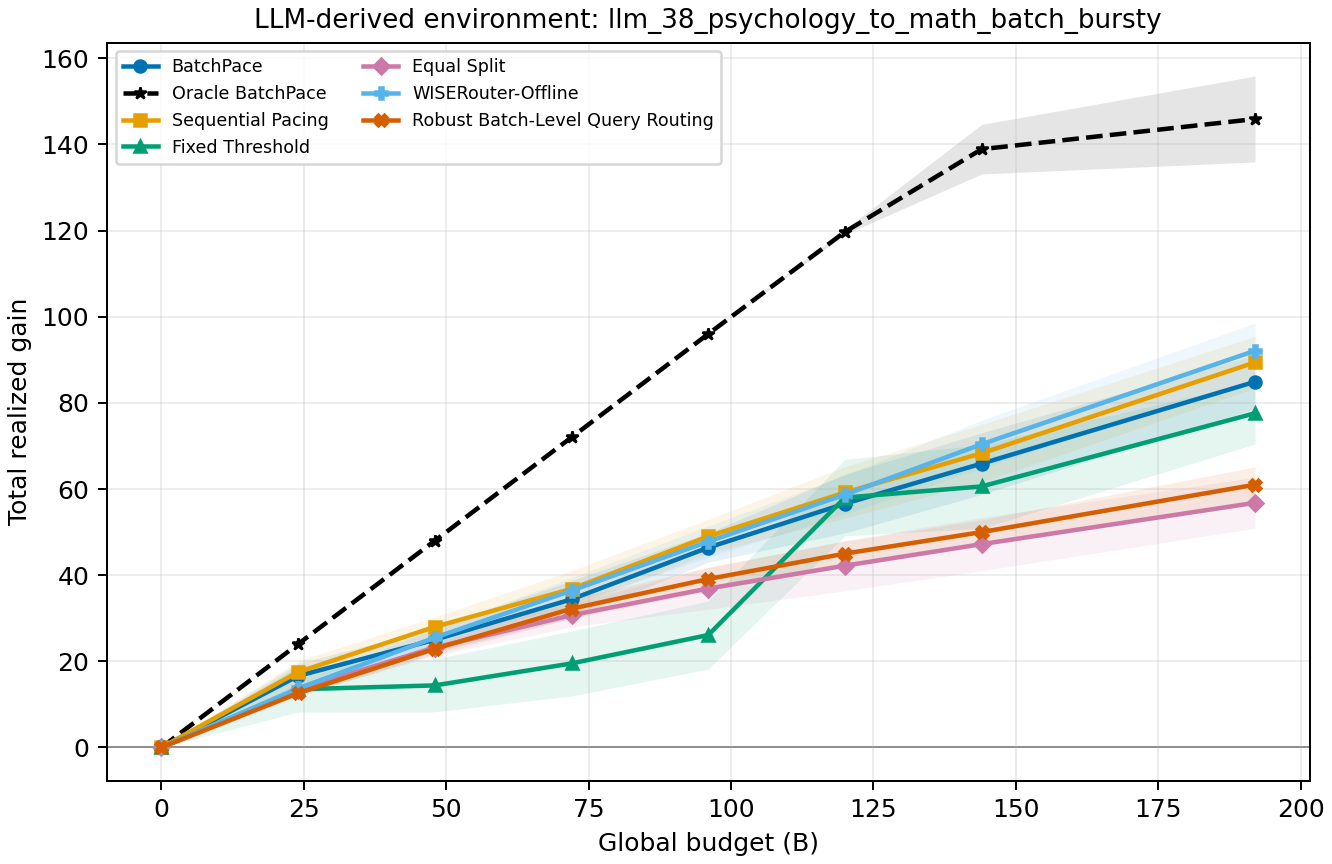 LLM-derived environment: llm_38_psychology_to_math_batch_bursty
BatchPace
Oracle BatchPace
Sequential Pacing
Fixed Threshold
Equal Split
WISERouter-Offline
Robust Batch-Level Query Routing
Total realized gain
160
140
120
100
80
60
40
20
0
0
25
50
75
100
125
150
175
200
Global budget (B)